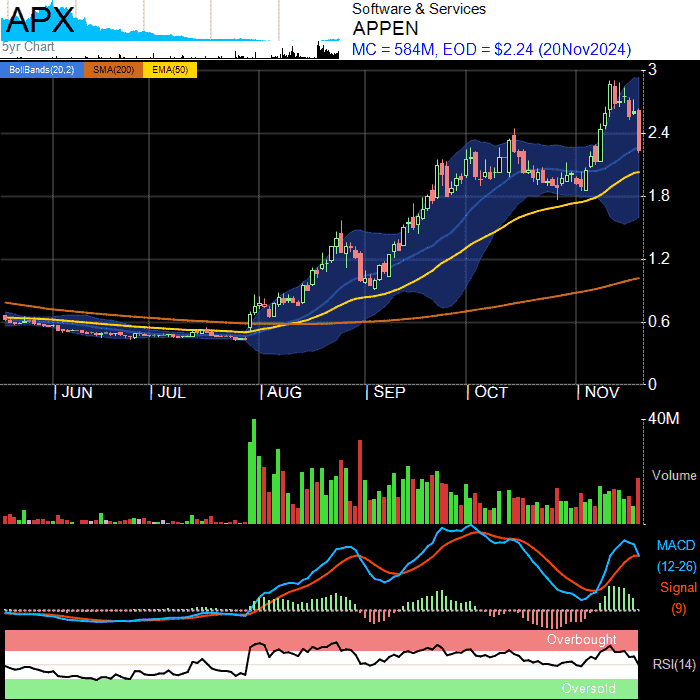 APX
Software & Services
APPEN
5yr Chart
MC = 584M, EOD = $2.24 (20Nov2024)
BollBands(20,2) SMA(200) EMA(50)
3
2.4
1.8
1.2
0.6
0
JUN JUL AUG SEP OCT NOV
40M
Volume
MACD
(12-26)
Signal
(9)
Overbought
RSI(14)
Oversold